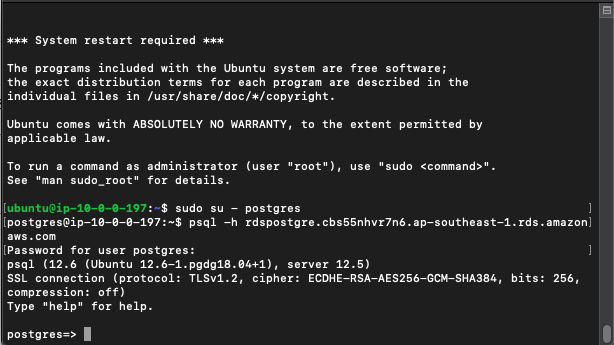 *** System restart required ***
The programs included with the Ubuntu system are free software;
the exact distribution terms for each program are described in the
individual files in /usr/share/doc/*/copyright.
Ubuntu comes with ABSOLUTELY NO WARRANTY, to the extent permitted by
applicable law.
To run a command as administrator (user "root"), use "sudo <command>".
See "man sudo_root" for details.
[ubuntu@ip-10-0-0-197:~$ sudo su - postgres ]
[postgres@ip-10-0-0-197:~$ psql -h rdspostgre.cbs55nhvr7n6.ap-southeast-1.rds.amazon]
aws.com
[Password for user postgres: ]
psql (12.6 (Ubuntu 12.6-1.pgdg18.04+1), server 12.5)
SSL connection (protocol: TLSv1.2, cipher: ECDHE-RSA-AES256-GCM-SHA384, bits: 256,
compression: off)
Type "help" for help.
postgres=>